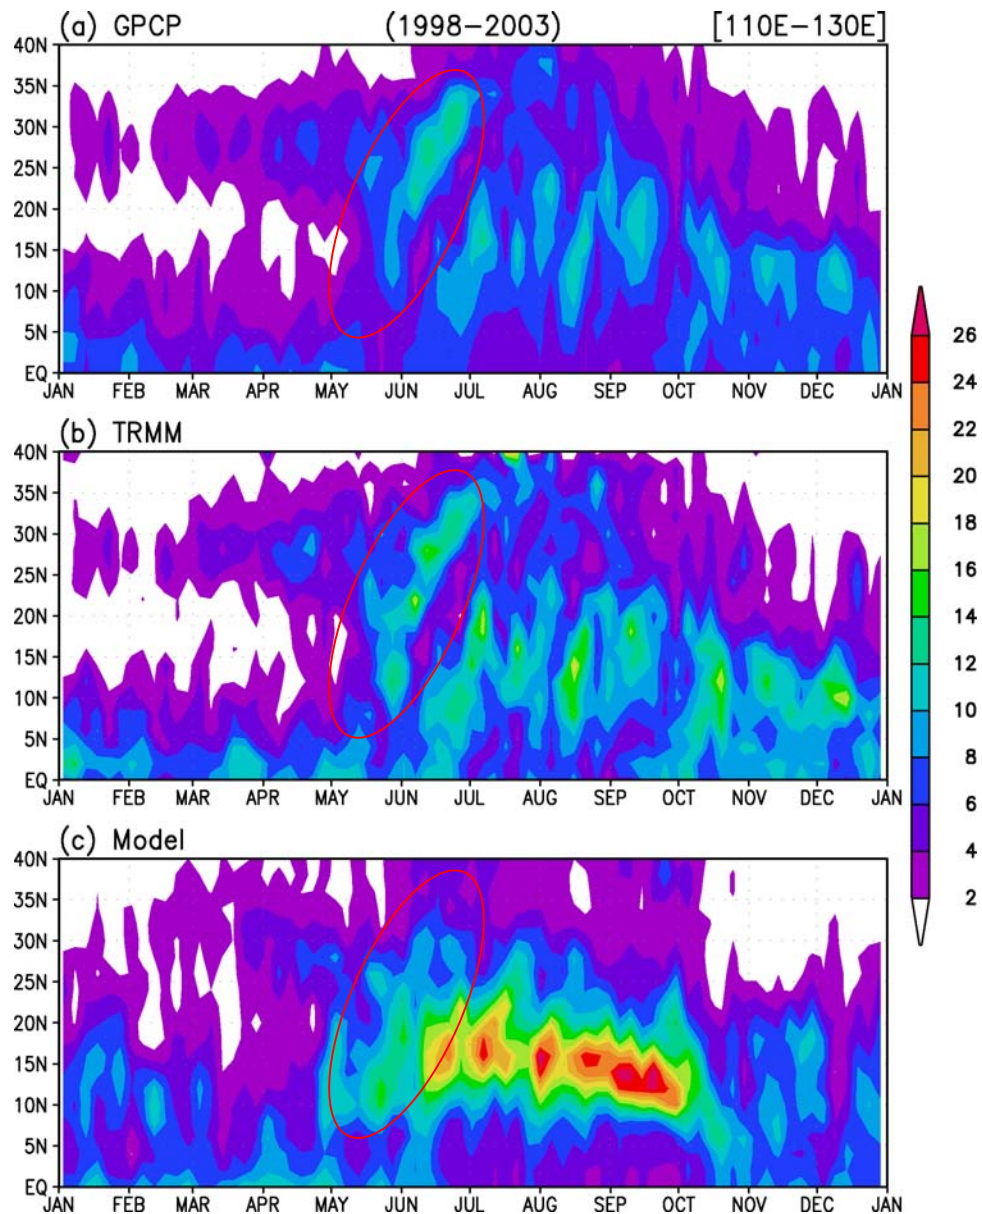 (a) GPCP (1998-2003) [110E-130E]
40N
35N
30N
25N
20N
15N
10N
5N
EQ
JAN FEB MAR APR MAY JUN JUL AUG SEP OCT NOV DEC JAN
(b) TRMM
40N
35N
30N
25N
20N
15N
10N
5N
EQ
JAN FEB MAR APR MAY JUN JUL AUG SEP OCT NOV DEC JAN
(c) Model
40N
35N
30N
25N
20N
15N
10N
5N
EQ
JAN FEB MAR APR MAY JUN JUL AUG SEP OCT NOV DEC JAN
26
24
22
20
18
16
14
12
10
8
6
4
2